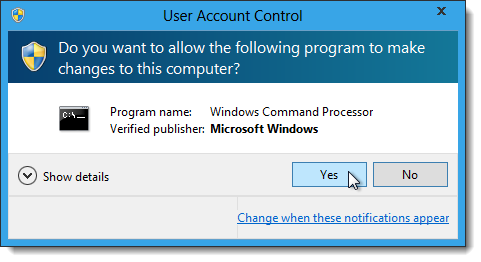 User Account Control
Do you want to allow the following program to make
changes to this computer?
C:\_
Program name: Windows Command Processor
Verified publisher: Microsoft Windows
Show details
Yes
No
Change when these notifications appear